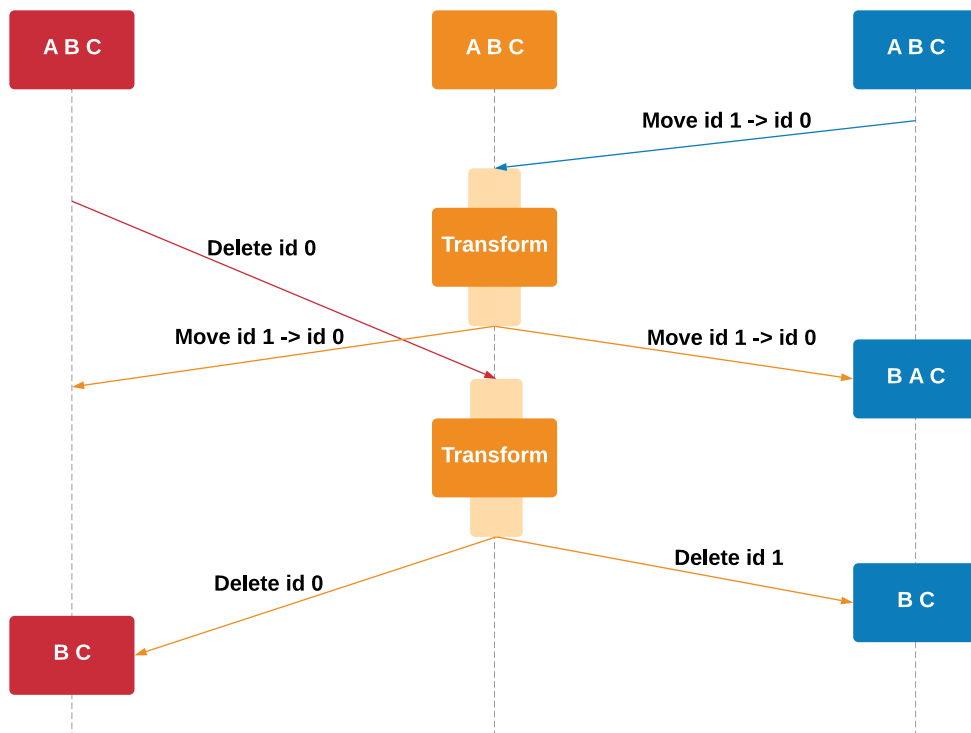 A B C
A B C
A B C
Move id 1 -> id 0
Transform
Delete id 0
Move id 1 -> id 0
Move id 1 -> id 0
B A C
Transform
Delete id 1
Delete id 0
B C
B C